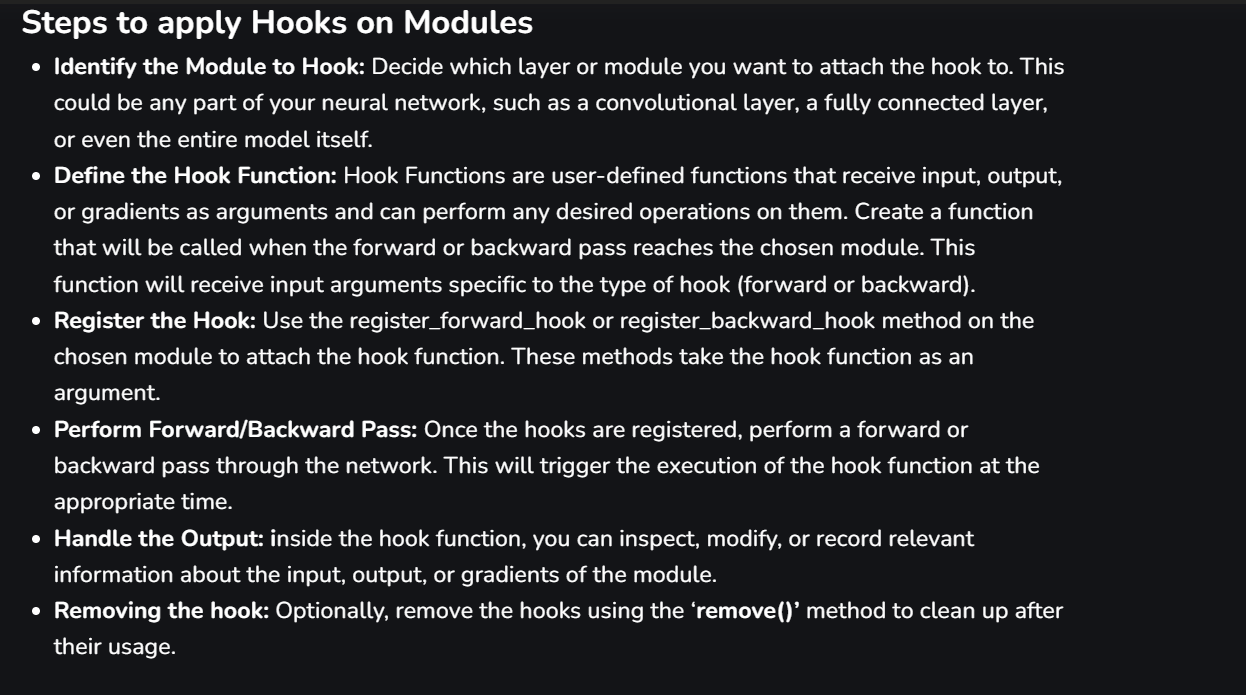 Steps to apply Hooks on Modules
• Identify the Module to Hook: Decide which layer or module you want to attach the hook to. This
could be any part of your neural network, such as a convolutional layer, a fully connected layer,
or even the entire model itself.
• Define the Hook Function: Hook Functions are user-defined functions that receive input, output,
or gradients as arguments and can perform any desired operations on them. Create a function
that will be called when the forward or backward pass reaches the chosen module. This
function will receive input arguments specific to the type of hook (forward or backward).
• Register the Hook: Use the register_forward_hook or register_backward_hook method on the
chosen module to attach the hook function. These methods take the hook function as an
argument.
• Perform Forward/Backward Pass: Once the hooks are registered, perform a forward or
backward pass through the network. This will trigger the execution of the hook function at the
appropriate time.
• Handle the Output: inside the hook function, you can inspect, modify, or record relevant
information about the input, output, or gradients of the module.
• Removing the hook: Optionally, remove the hooks using the ‘remove()’ method to clean up after
their usage.